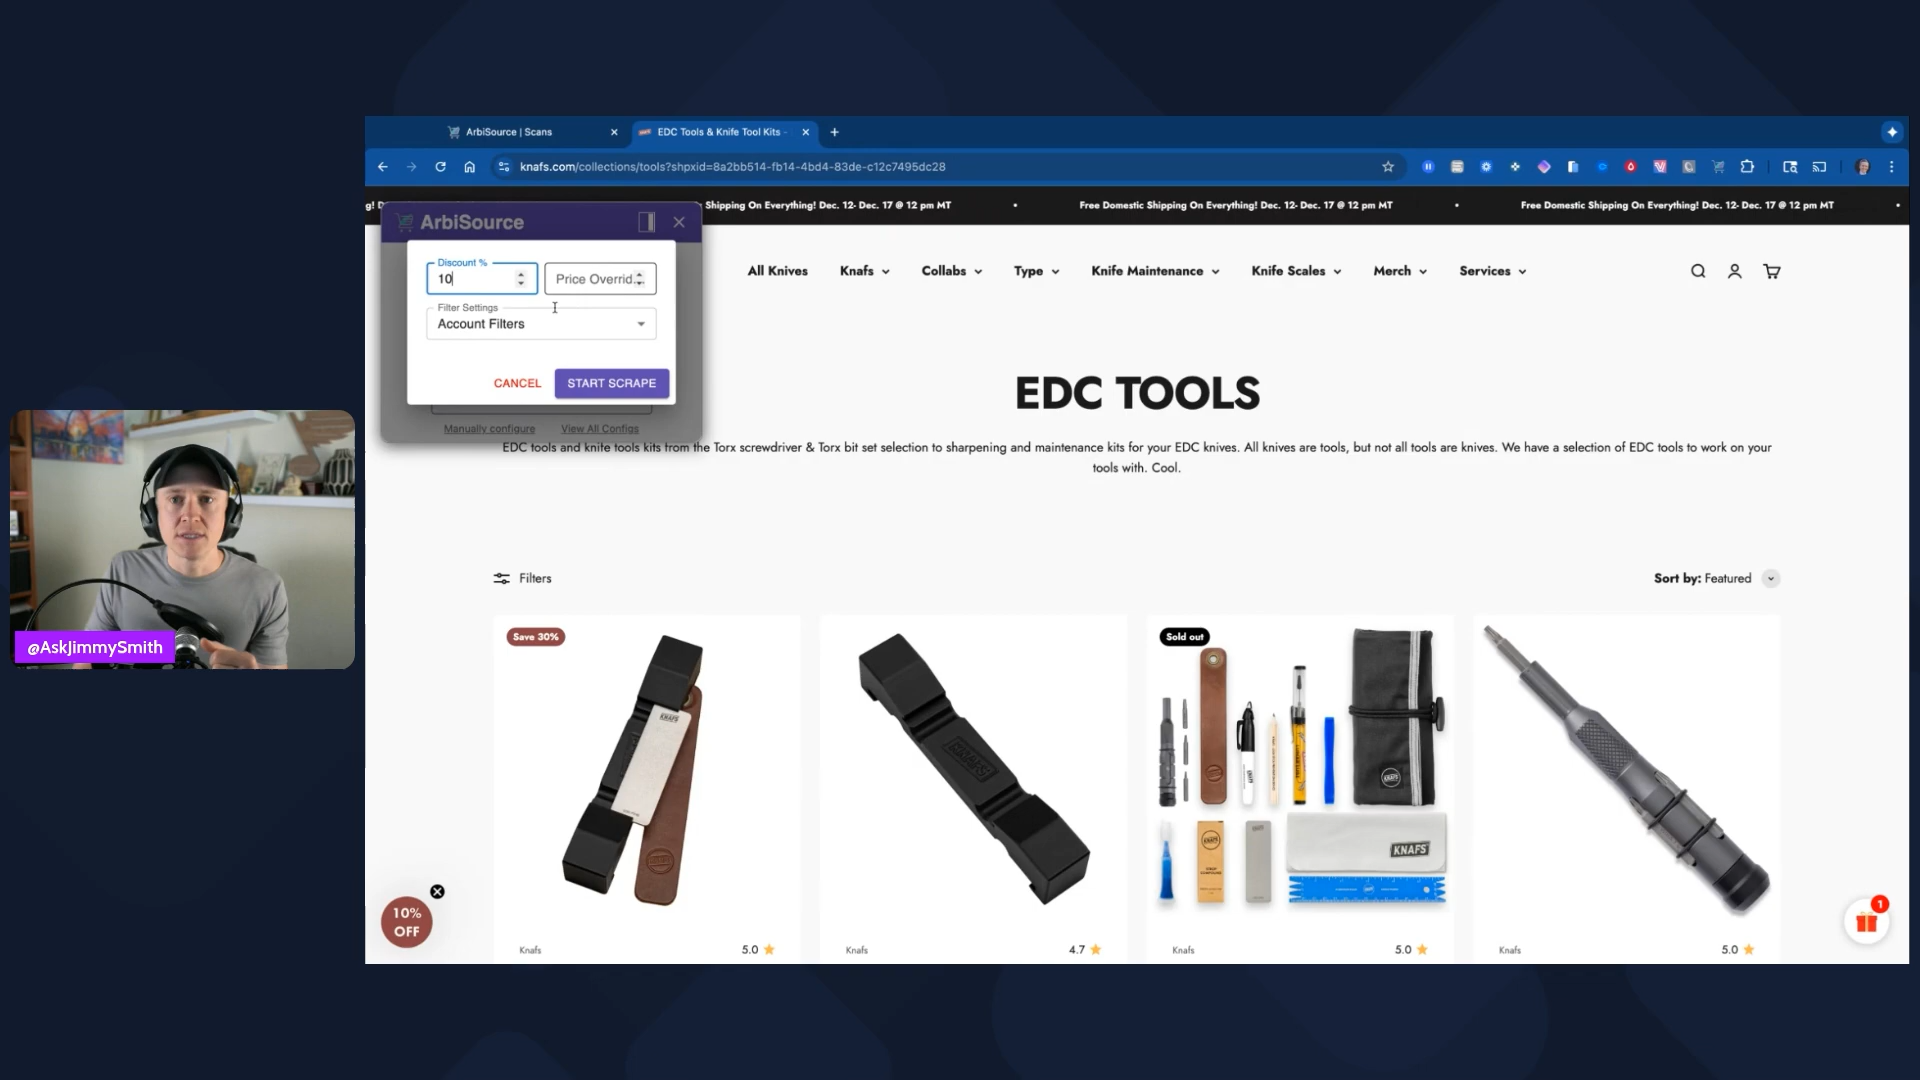 ArbiSource | Scans
EDC Tools & Knife Tool Kits -
knafs.com/collections/tools?shpxid=8a2bb514-fb14-4bd4-83de-c12c7495dc28
Shipping On Everything! Dec. 12- Dec. 17 @ 12 pm MT
Free Domestic Shipping On Everything! Dec. 12- Dec. 17 @ 12 pm MT
Free Domestic Shipping On Everything! Dec. 12- Dec. 17 @ 12 pm MT
ArbiSource
Discount %
10
Price Overrid...
Filter Settings
Account Filters
CANCEL
START SCRAPE
Manually configure
View All Configs
All Knives
Knafs
Collabs
Type
Knife Maintenance
Knife Scales
Merch
Services
EDC TOOLS
EDC tools and knife tools kits from the Torx screwdriver & Torx bit set selection to sharpening and maintenance kits for your EDC knives. All knives are tools, but not all tools are knives. We have a selection of EDC tools to work on your
tools with. Cool.
Filters
Sort by: Featured
Save 30%
Sold out
KNAFS
KNAFS
KNAFS
@AskJimmySmith
10%
OFF
1
Knafs
5.0
Knafs
4.7
Knafs
5.0
Knafs
5.0